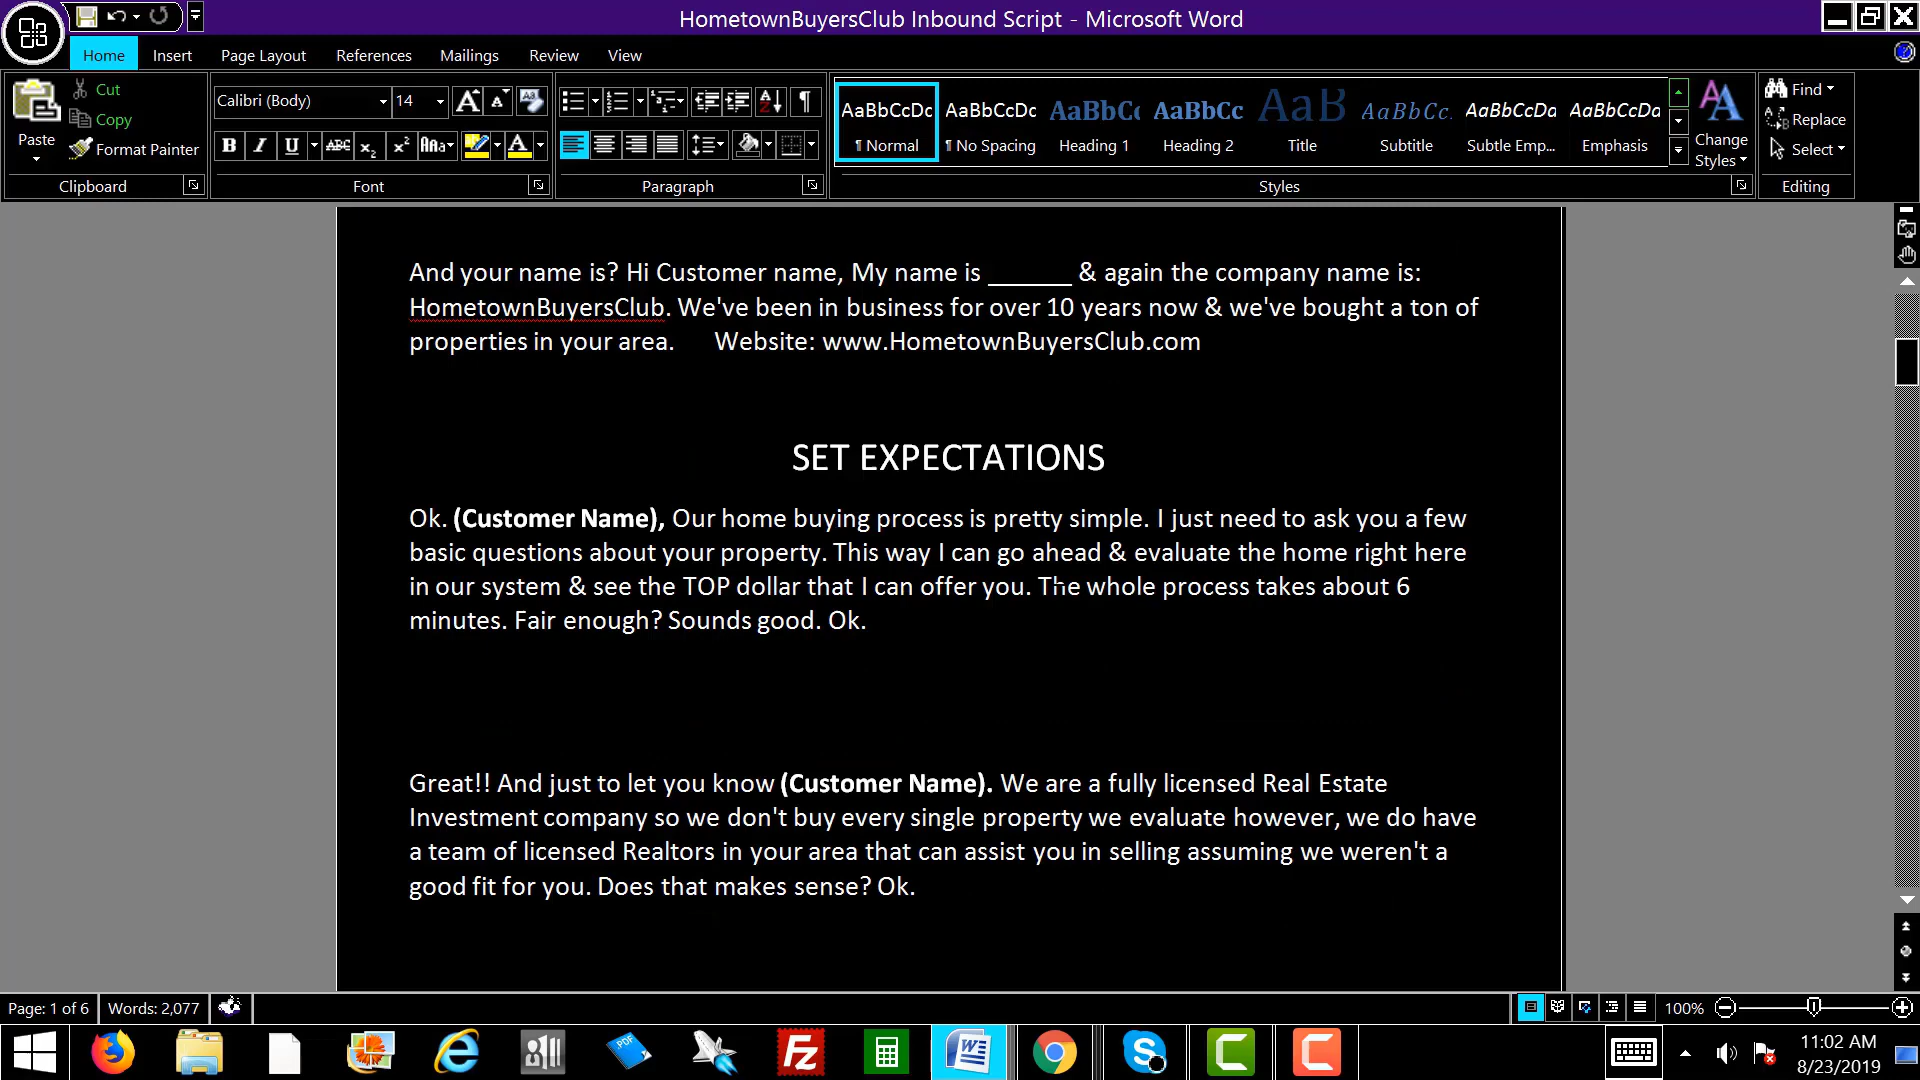 HometownBuyersClub Inbound Script - Microsoft Word
Home Insert Page Layout References Mailings Review View
Paste
Cut
Copy
Format Painter
Clipboard
Calibri (Body) 14
B I U ABC x₂ x² Aa
Font
Paragraph
AaBbCcDc AaBbCcDc AaBbCc AaBbCc AaB AaBbCc. AaBbCcDa AaBbCcDa
¶ Normal ¶ No Spacing Heading 1 Heading 2 Title Subtitle Subtle Emp... Emphasis
Change
Styles
Styles
Find
Replace
Select
Editing
And your name is? Hi Customer name, My name is ______ & again the company name is:
HometownBuyersClub. We've been in business for over 10 years now & we've bought a ton of
properties in your area. Website: www.HometownBuyersClub.com
SET EXPECTATIONS
Ok. (Customer Name), Our home buying process is pretty simple. I just need to ask you a few
basic questions about your property. This way I can go ahead & evaluate the home right here
in our system & see the TOP dollar that I can offer you. The whole process takes about 6
minutes. Fair enough? Sounds good. Ok.
Great!! And just to let you know (Customer Name). We are a fully licensed Real Estate
Investment company so we don't buy every single property we evaluate however, we do have
a team of licensed Realtors in your area that can assist you in selling assuming we weren't a
good fit for you. Does that makes sense? Ok.
Page: 1 of 6 Words: 2,077
100%
11:02 AM
8/23/2019